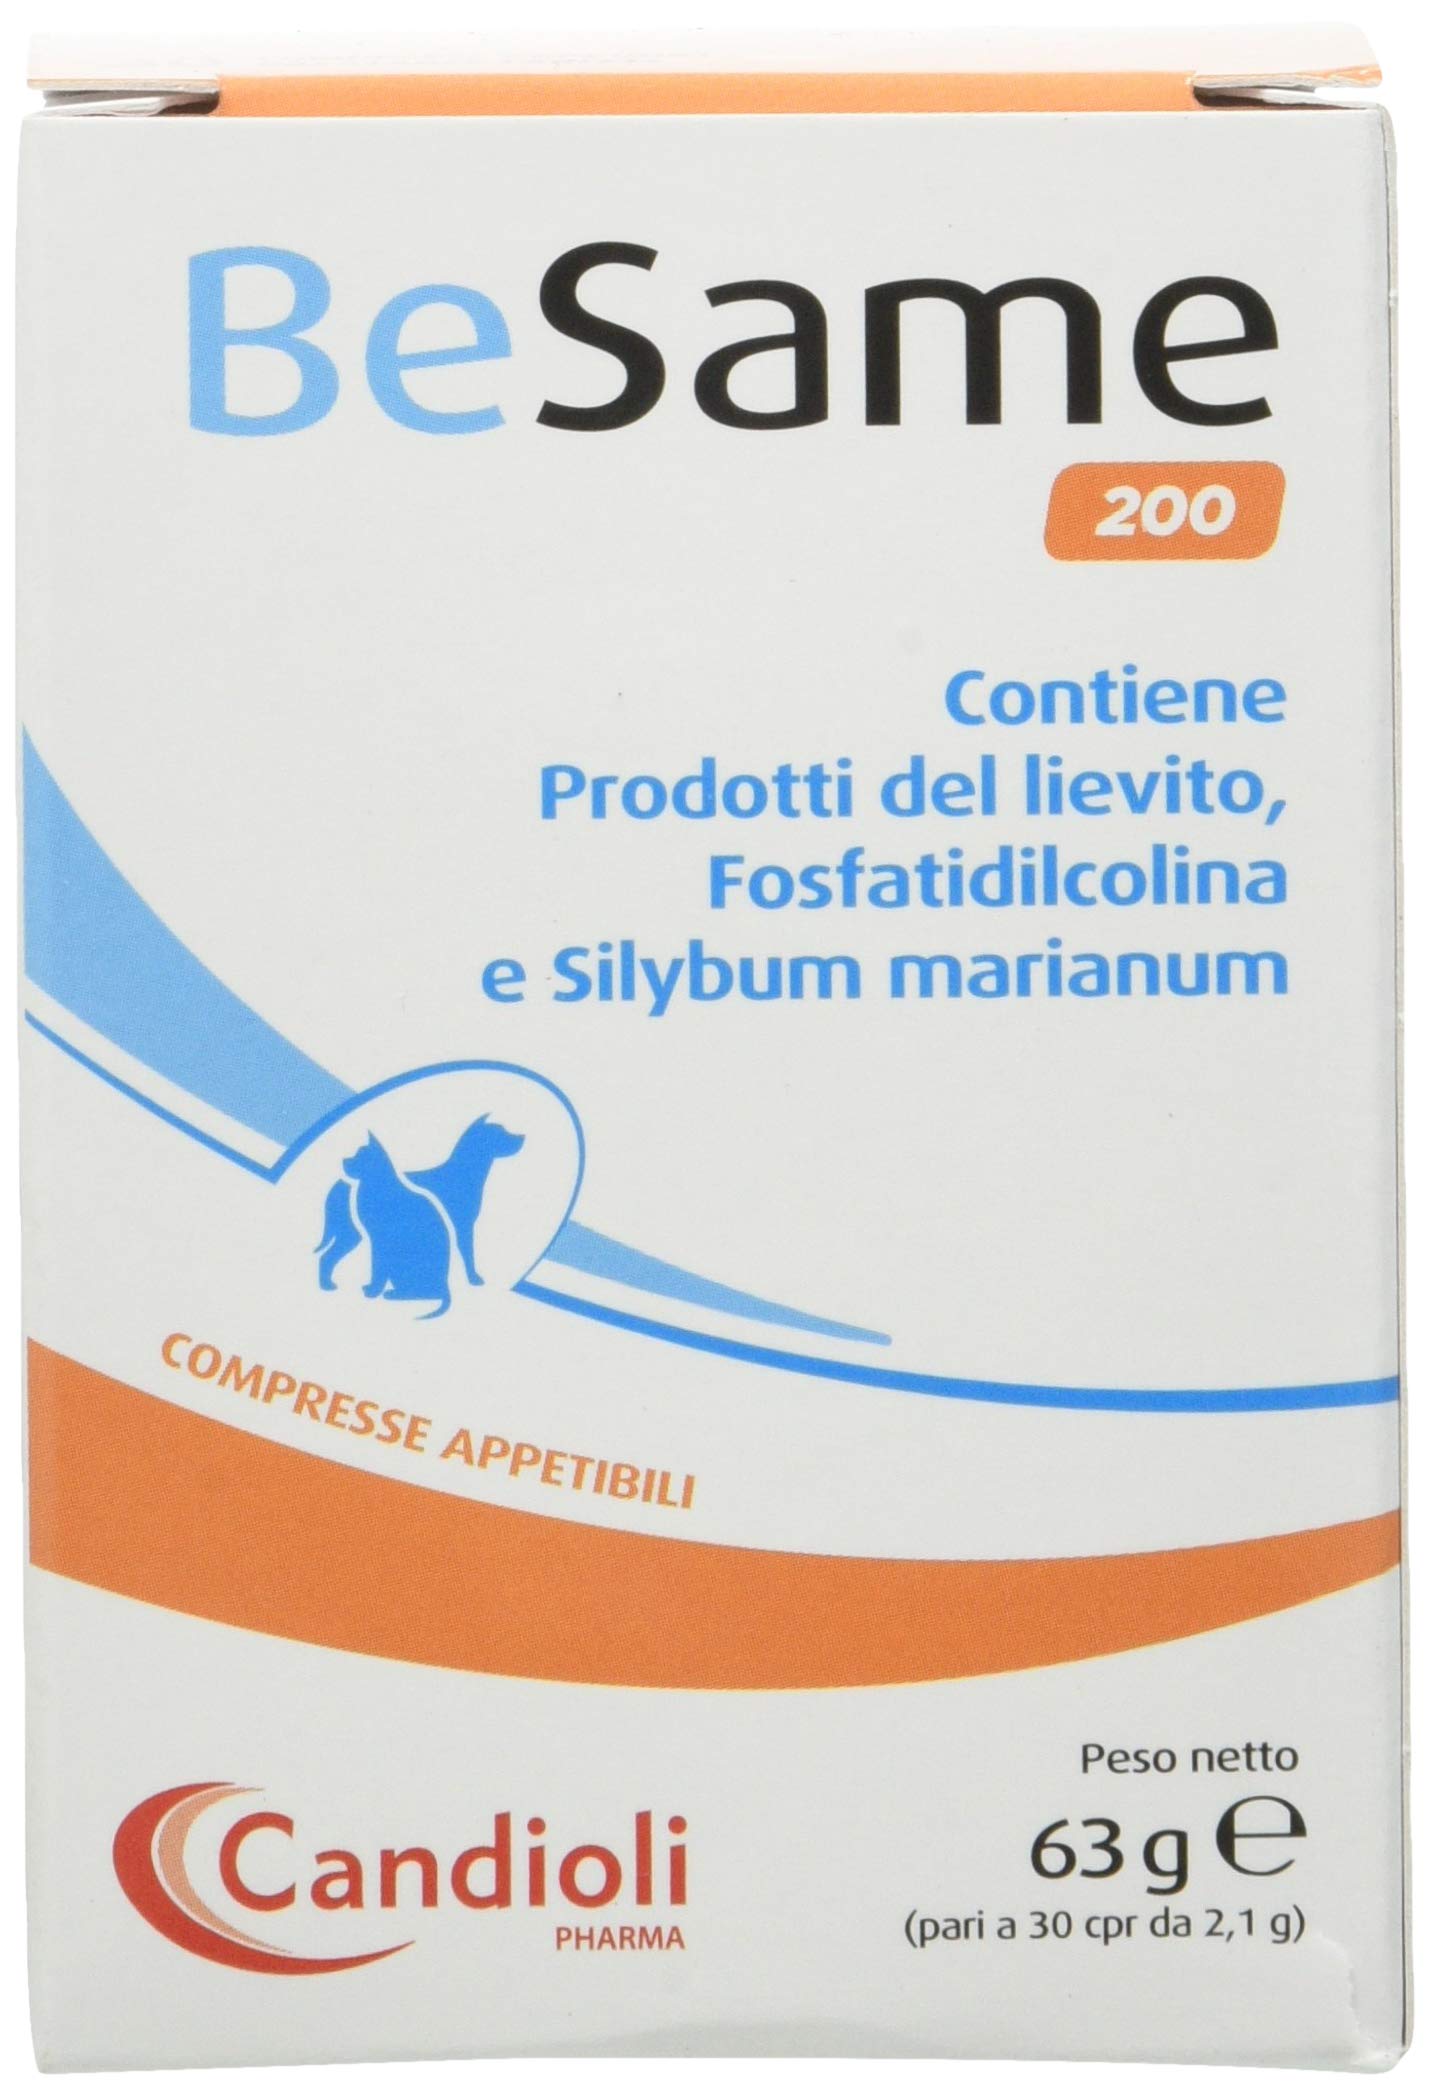 BeSame
200
Contiene
Prodotti del lievito,
Fosfatidilcolina
e Silybum marianum
COMPRESSE APPETIBILI
Candioli
PHARMA
Peso netto
63 g ℮
(pari a 30 cpr da 2,1 g)